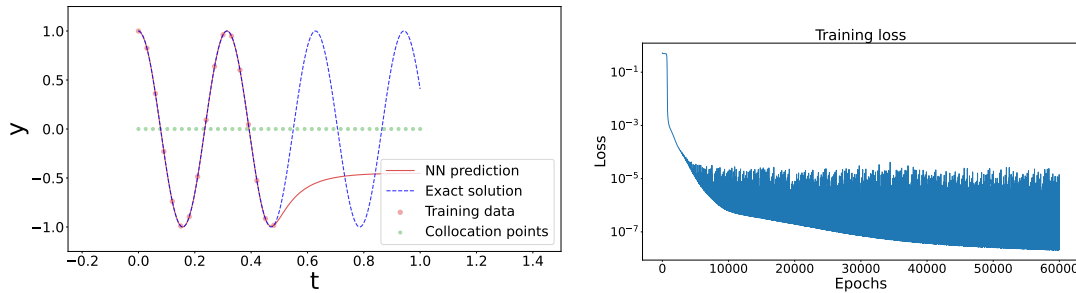 1.0
0.5
0.0
−0.5
−1.0
y
−0.2 0.0 0.2 0.4 0.6 0.8 1.0 1.2 1.4
t
NN prediction
Exact solution
Training data
Collocation points
Training loss
10⁻¹
10⁻³
10⁻⁵
10⁻⁷
Loss
0 10000 20000 30000 40000 50000 60000
Epochs